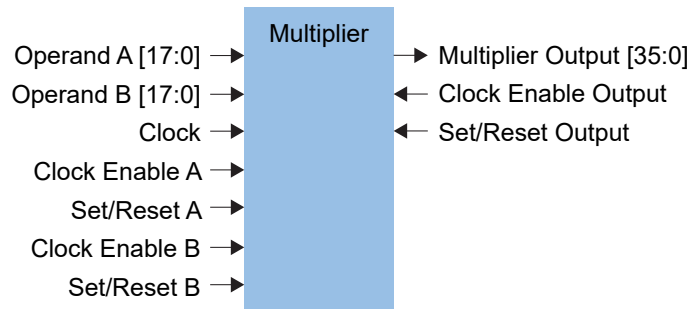 Multiplier
Operand A [17:0]
Operand B [17:0]
Clock
Clock Enable A
Set/Reset A
Clock Enable B
Set/Reset B
Multiplier Output [35:0]
Clock Enable Output
Set/Reset Output